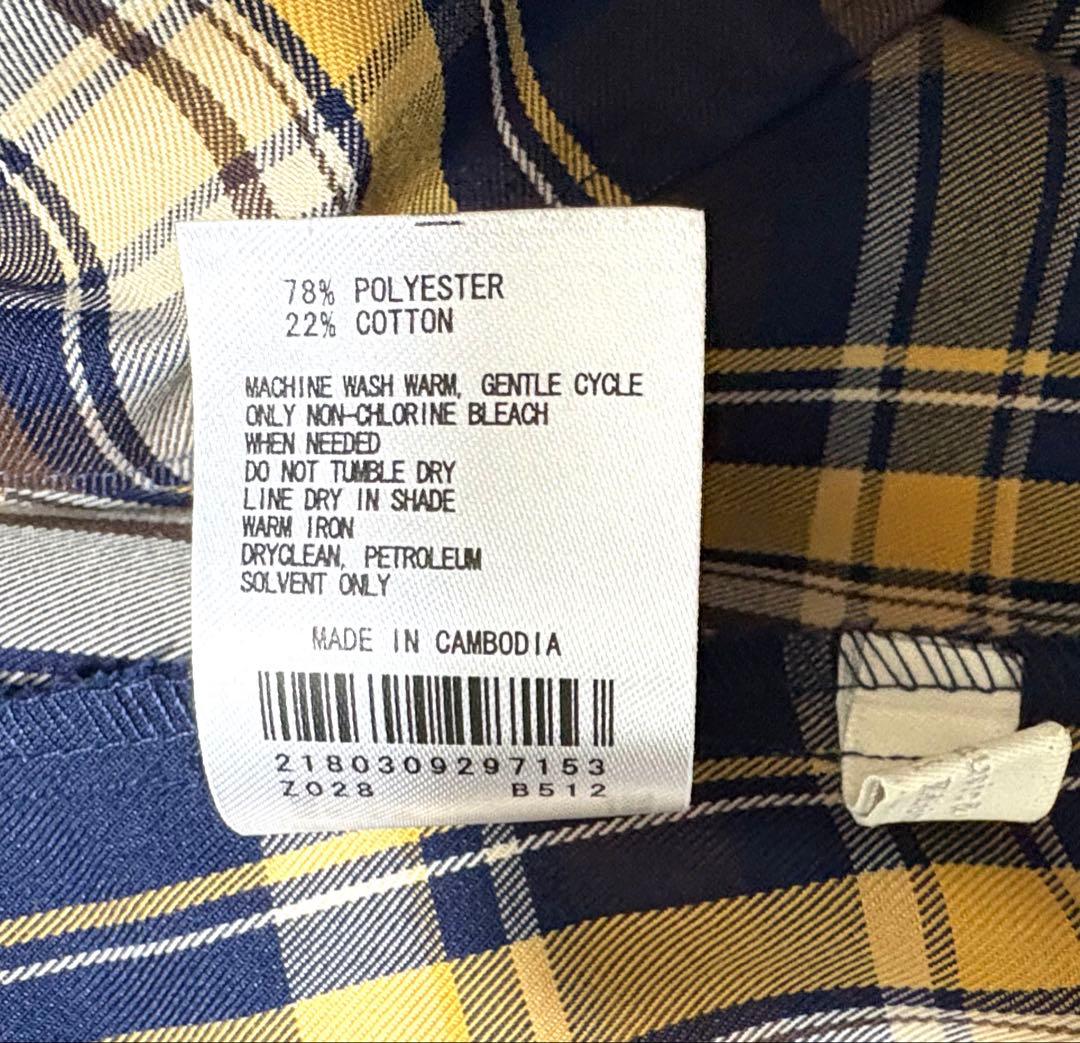 78% POLYESTER
22% COTTON
MACHINE WASH WARM, GENTLE CYCLE
ONLY NON-CHLORINE BLEACH
WHEN NEEDED
DO NOT TUMBLE DRY
LINE DRY IN SHADE
WARM IRON
DRYCLEAN, PETROLEUM
SOLVENT ONLY
MADE IN CAMBODIA
2180309297153
Z028 B512